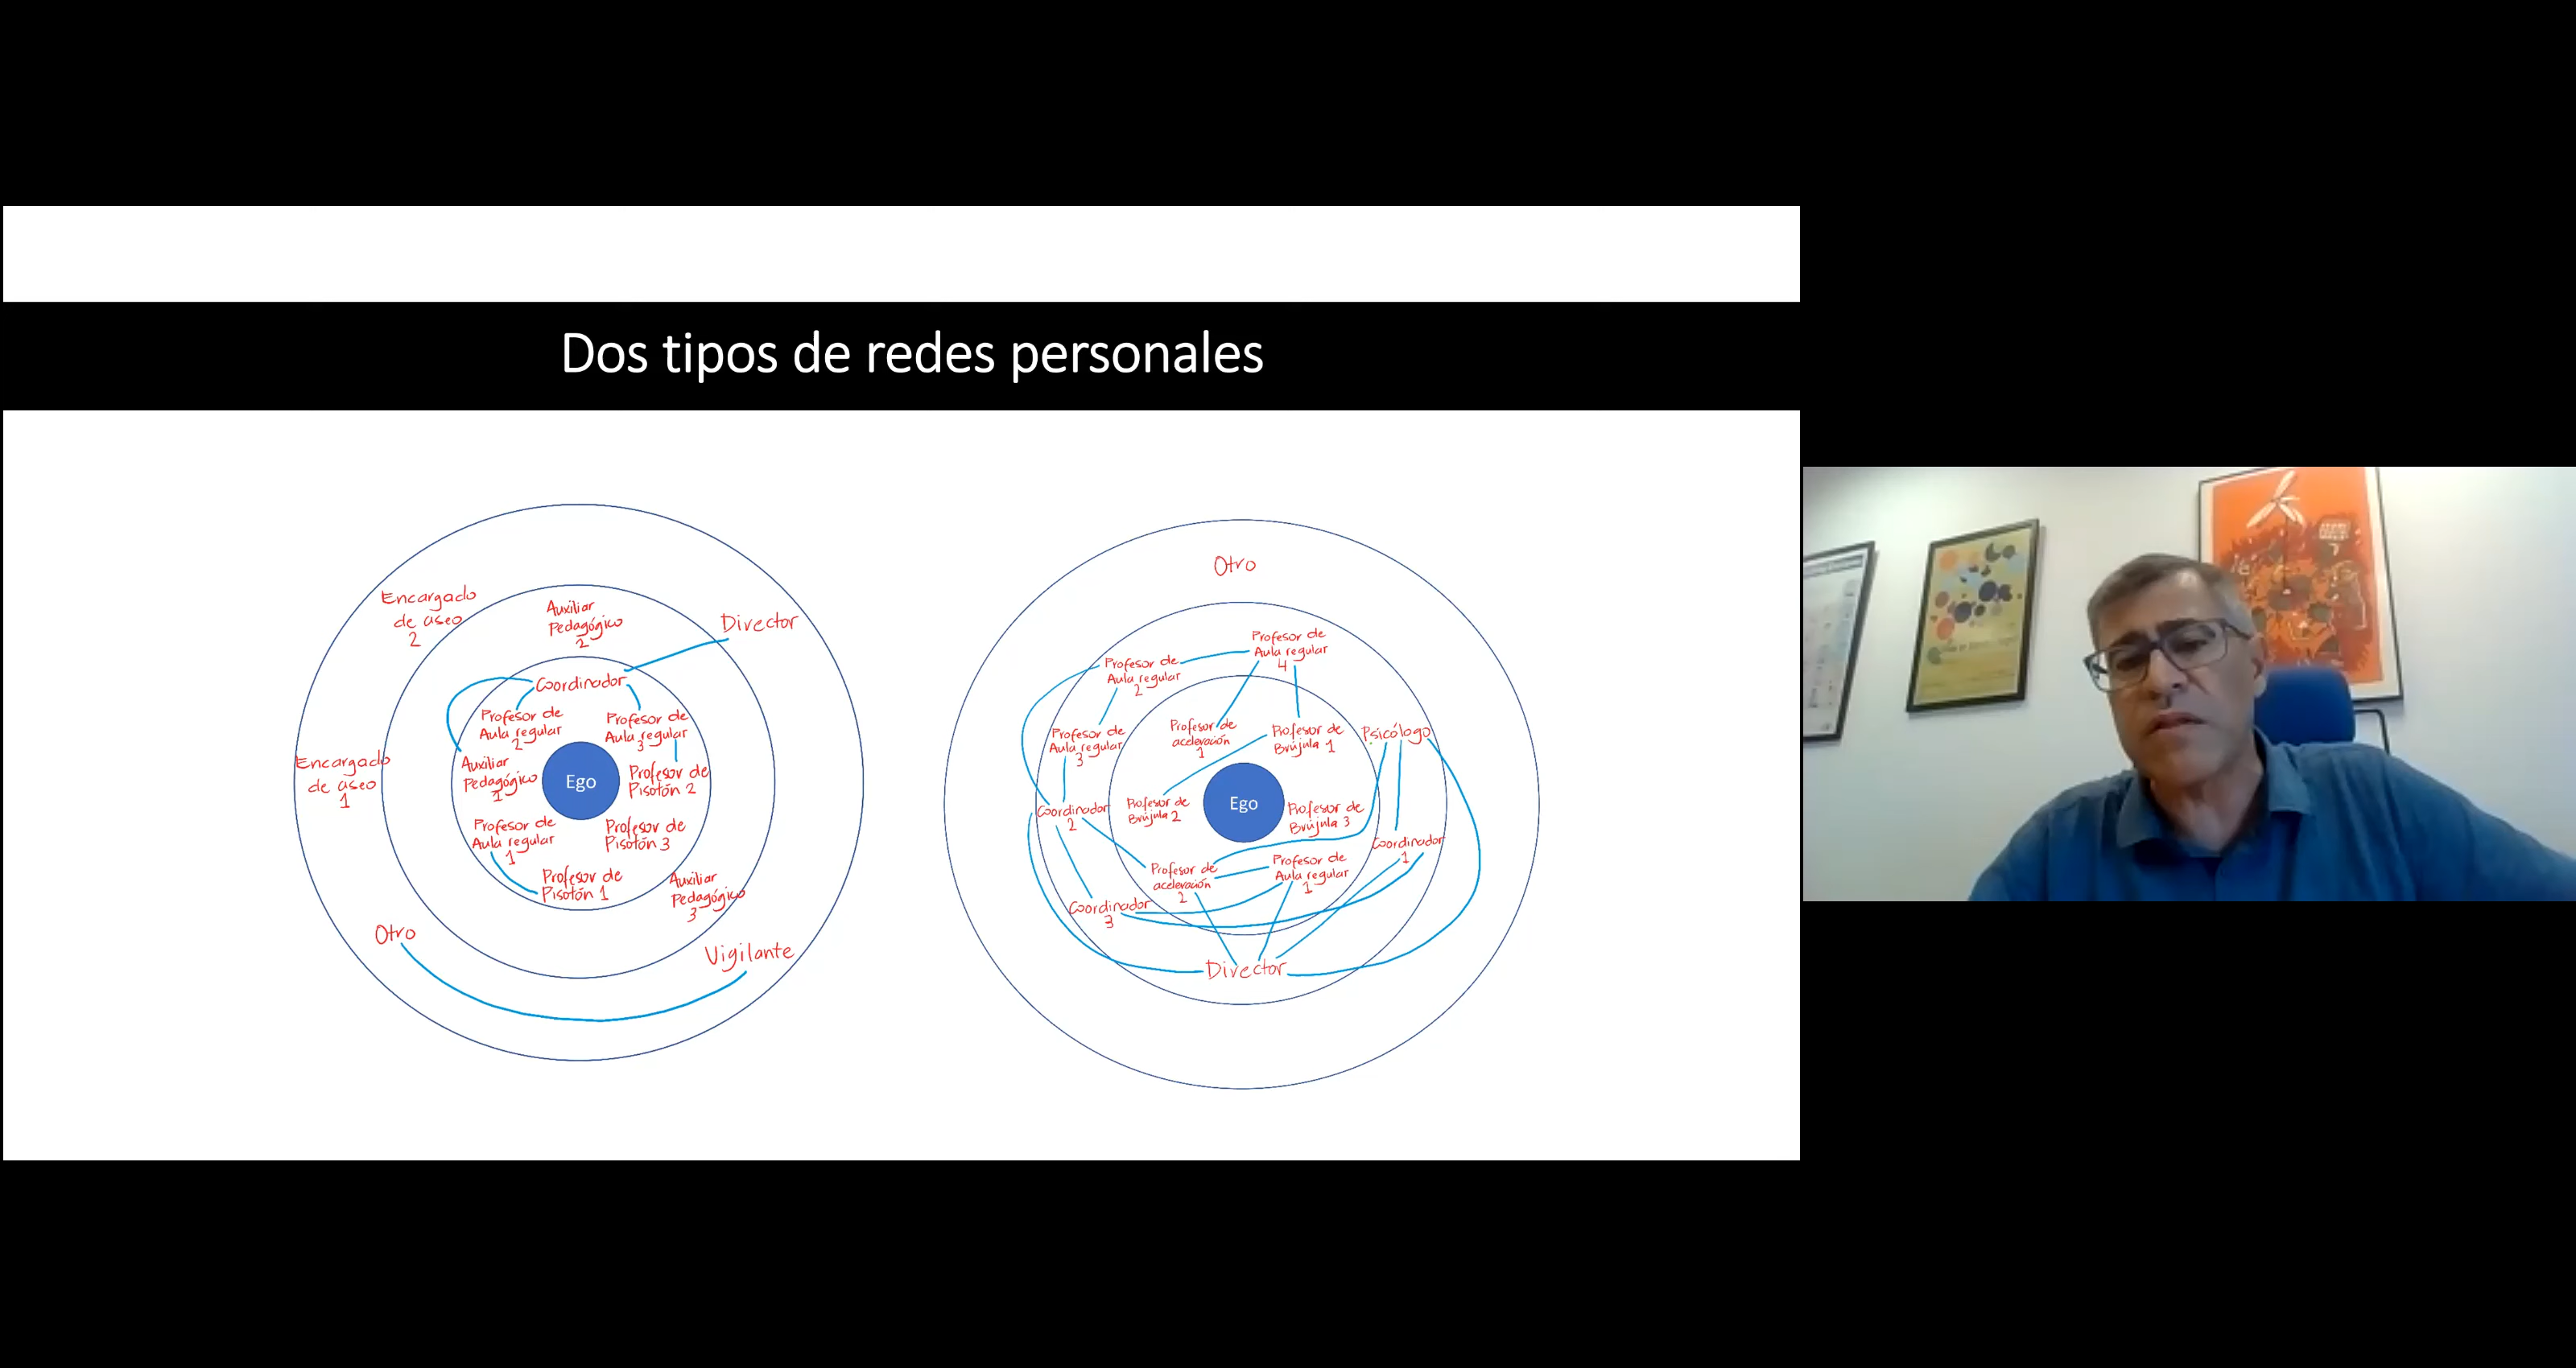 Dos tipos de redes personales
Encargado
de aseo
2
Auxiliar
Pedagógico
2
Director
Coordinador
Profesor de
Aula regular
2
Profesor de
Aula regular
3
Encargado
de aseo
1
Auxiliar
Pedagógico
1
Ego
Profesor de
Pisotón 2
Profesor de
Aula regular
1
Profesor de
Pisotón 3
Profesor de
Pisotón 1
Auxiliar
Pedagógico
3
Otro
Vigilante
Otro
Profesor de
Aula regular
4
Profesor de
Aula regular
2
Profesor de
Aula regular
3
Profesor de
aceleración
1
Profesor de
Brújula 1
Psicólogo
Coordinador
2
Profesor de
Brújula 2
Ego
Profesor de
Brújula 3
Coordinador
1
Profesor de
aceleración
2
Profesor de
Aula regular
1
Coordinador
3
Director